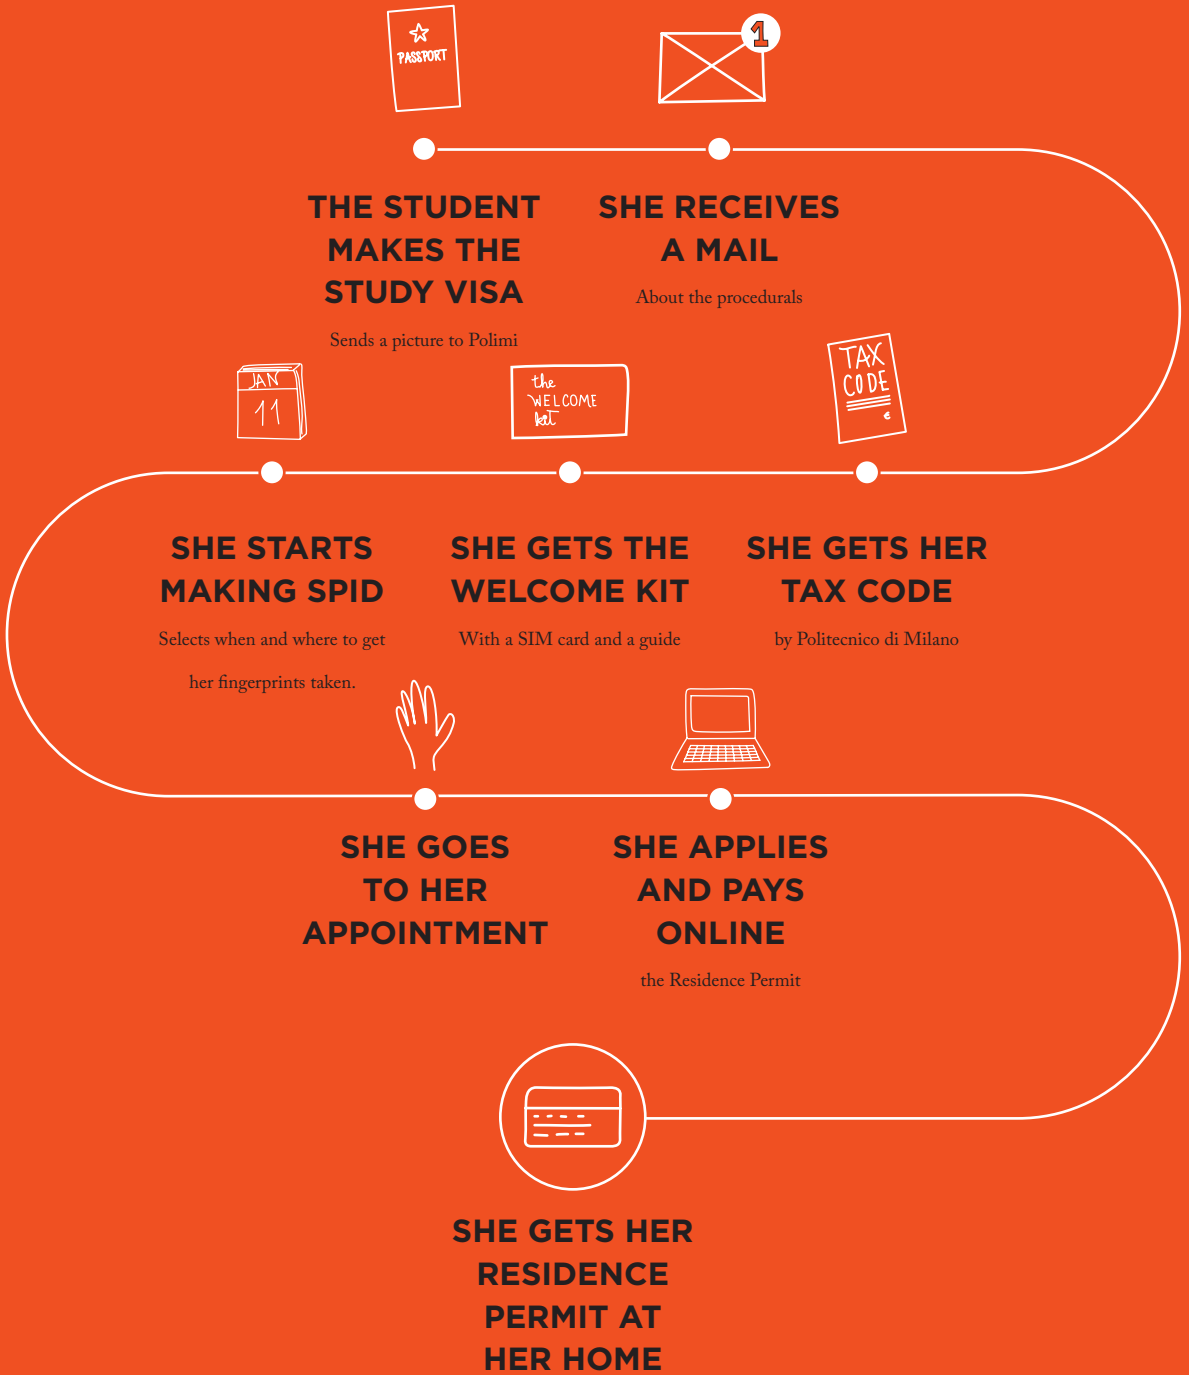 PASSPORT
1
THE STUDENT
MAKES THE
STUDY VISA
Sends a picture to Polimi
SHE RECEIVES
A MAIL
About the procedurals
TAX
CODE
€
SHE GETS HER
TAX CODE
by Politecnico di Milano
the
WELCOME
kit
SHE GETS THE
WELCOME KIT
With a SIM card and a guide
JAN
11
SHE STARTS
MAKING SPID
Selects when and where to get
her fingerprints taken.
SHE GOES
TO HER
APPOINTMENT
SHE APPLIES
AND PAYS
ONLINE
the Residence Permit
SHE GETS HER
RESIDENCE
PERMIT AT
HER HOME